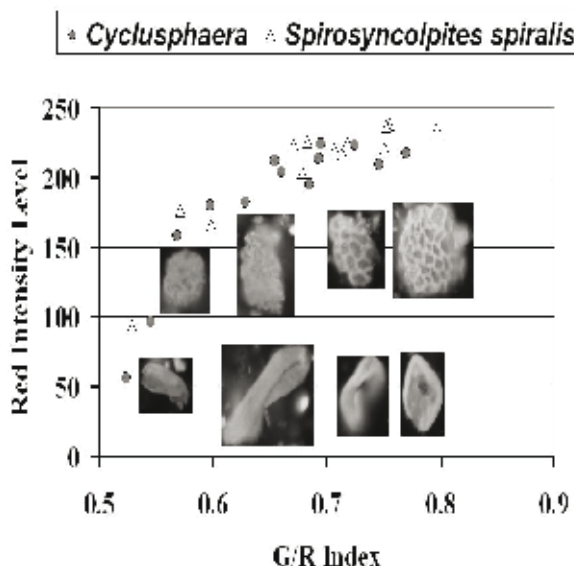 Cyclusphaera Spirosyncolpites spiralis
250
200
150
100
50
0
Red Intensity Level
0.5 0.6 0.7 0.8 0.9
G/R Index